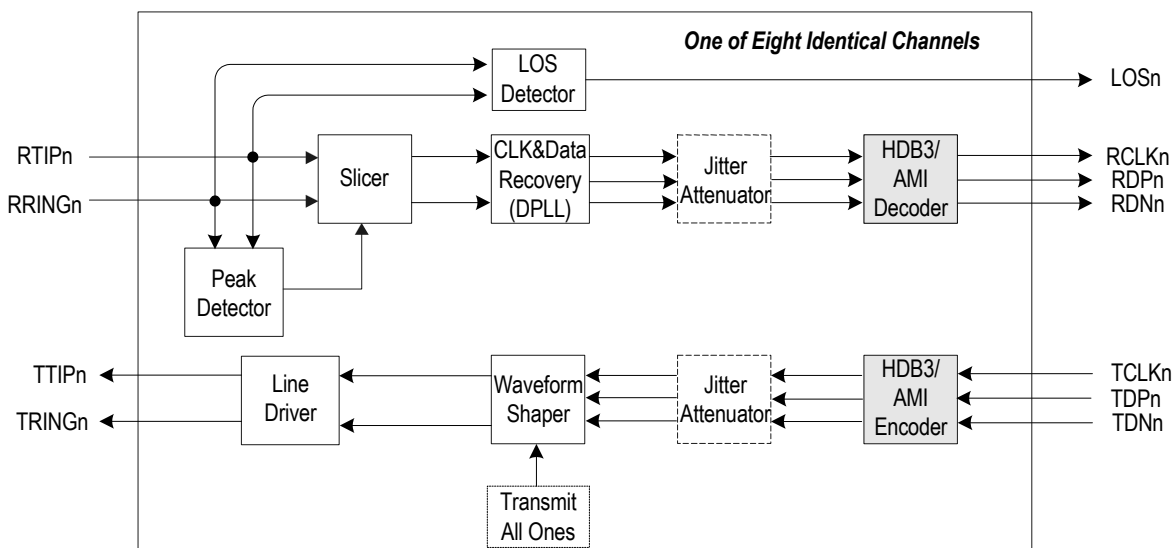 One of Eight Identical Channels
LOS
Detector
LOSn
RTIPn
RRINGn
Slicer
CLK&Data
Recovery
(DPLL)
Jitter
Attenuator
HDB3/
AMI
Decoder
RCLKn
RDPn
RDNn
Peak
Detector
TTIPn
TRINGn
Line
Driver
Waveform
Shaper
Jitter
Attenuator
HDB3/
AMI
Encoder
TCLKn
TDPn
TDNn
Transmit
All Ones